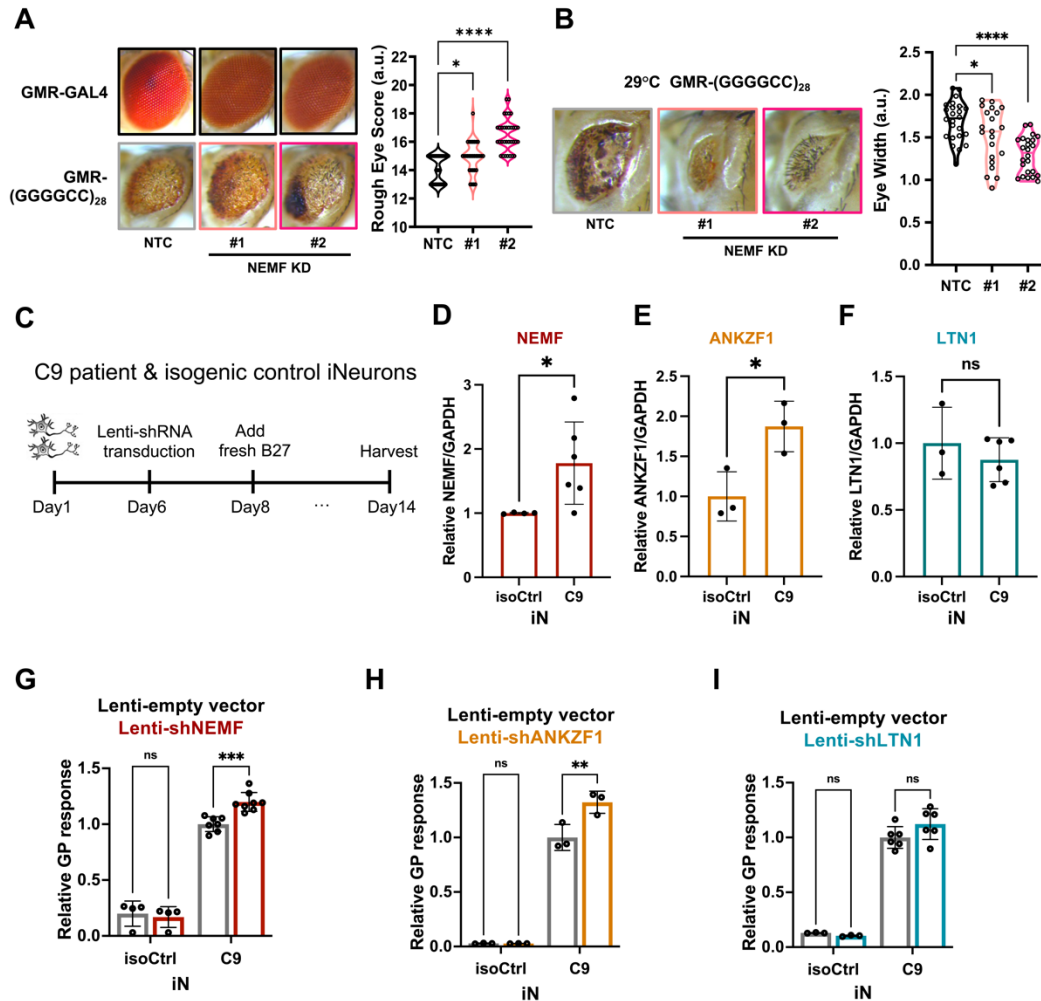 A
GMR-GAL4
GMR-
(GGGGCC)28
NTC
#1
#2
NEMF KD
Rough Eye Score (a.u.)
22
20
18
16
14
12
10
*
****
NTC
#1
#2
B
29°C GMR-(GGGGCC)28
NTC
#1
#2
NEMF KD
Eye Width (a.u.)
2.5
2.0
1.5
1.0
0.5
0.0
*
****
NTC
#1
#2
C
C9 patient & isogenic control iNeurons
Lenti-shRNA
transduction
Add
fresh B27
Harvest
Day1
Day6
Day8
...
Day14
D
NEMF
*
Relative NEMF/GAPDH
3
2
1
0
isoCtrl
C9
iN
E
ANKZF1
*
Relative ANKZF1/GAPDH
2.5
2.0
1.5
1.0
0.5
0.0
isoCtrl
C9
iN
F
LTN1
ns
Relative LTN1/GAPDH
1.5
1.0
0.5
0.0
isoCtrl
C9
iN
G
Lenti-empty vector
Lenti-shNEMF
ns
***
Relative GP response
1.5
1.0
0.5
0.0
isoCtrl
C9
iN
H
Lenti-empty vector
Lenti-shANKZF1
ns
**
Relative GP response
1.5
1.0
0.5
0.0
isoCtrl
C9
iN
I
Lenti-empty vector
Lenti-shLTN1
ns
ns
Relative GP response
1.5
1.0
0.5
0.0
isoCtrl
C9
iN